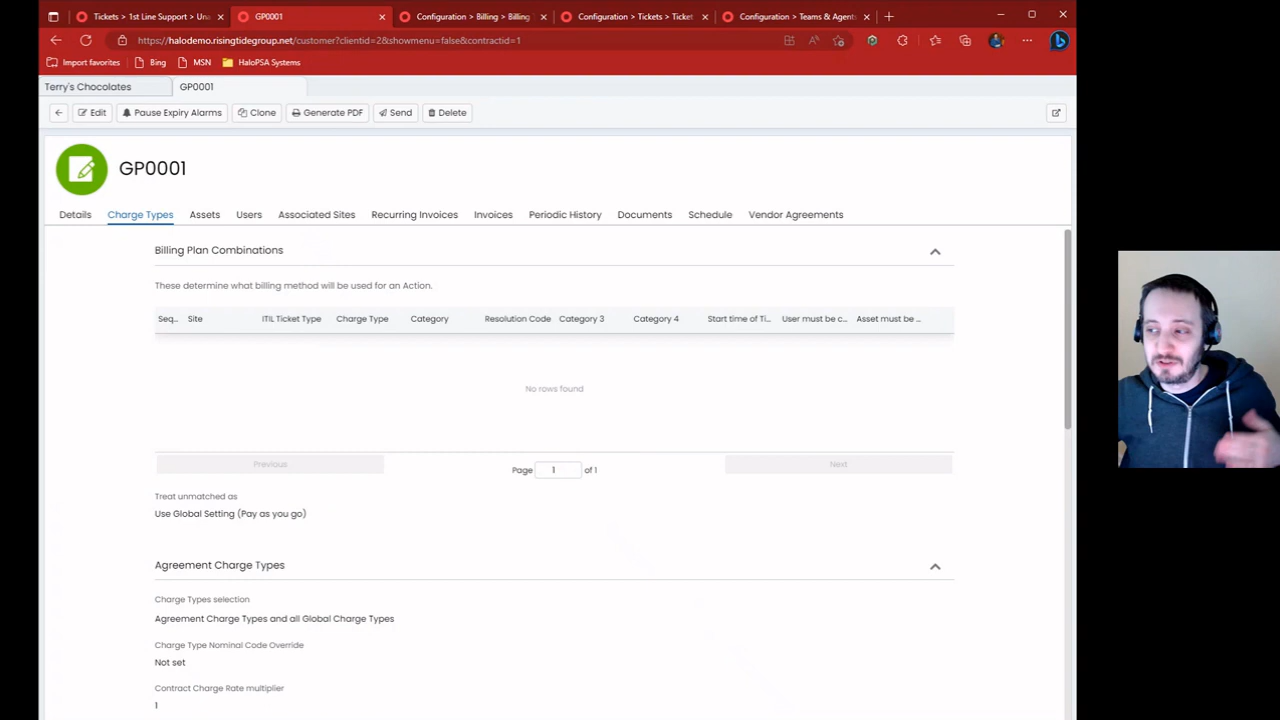 Tickets > 1st Line Support > Una
GP0001
Configuration > Billing > Billing
Configuration > Tickets > Ticket
Configuration > Teams & Agents
https://halodemo.risingtidegroup.net/customer?clientid=2&showmenu=false&contractid=1
Import favorites
Bing
MSN
HaloPSA Systems
Terry's Chocolates
GP0001
Edit
Pause Expiry Alarms
Clone
Generate PDF
Send
Delete
GP0001
Details
Charge Types
Assets
Users
Associated Sites
Recurring Invoices
Invoices
Periodic History
Documents
Schedule
Vendor Agreements
Billing Plan Combinations
These determine what billing method will be used for an Action.
Seq...
Site
ITIL Ticket Type
Charge Type
Category
Resolution Code
Category 3
Category 4
Start time of Ti...
User must be c...
Asset must be ...
No rows found
Previous
Page 1 of 1
Next
Treat unmatched as
Use Global Setting (Pay as you go)
Agreement Charge Types
Charge Types selection
Agreement Charge Types and all Global Charge Types
Charge Type Nominal Code Override
Not set
Contract Charge Rate multiplier
1